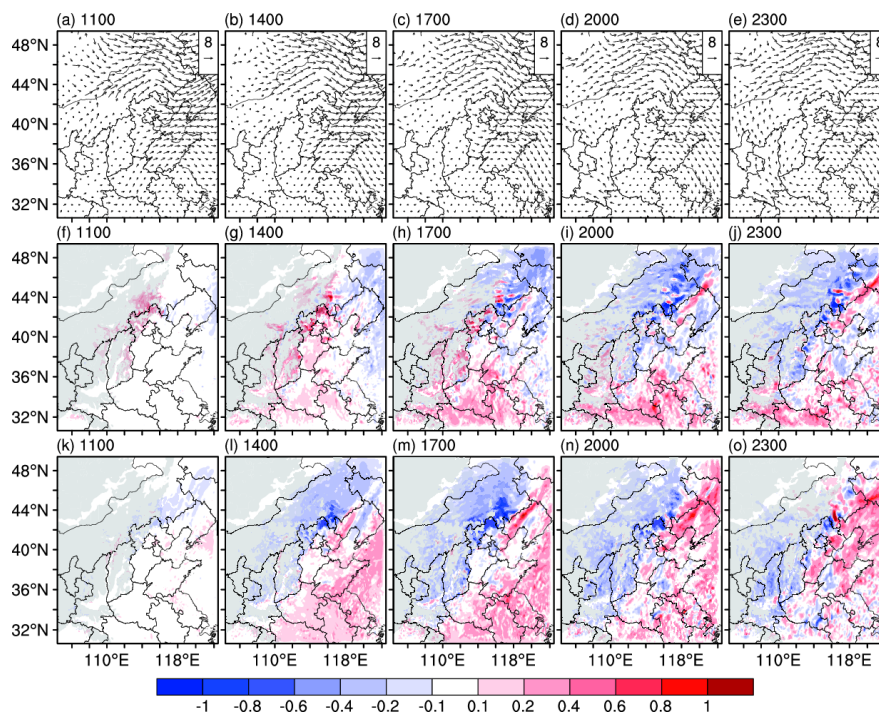 (a) 1100 (b) 1400 (c) 1700 (d) 2000 (e) 2300
8 8 8 8 8
48°N
44°N
40°N
36°N
32°N
(f) 1100 (g) 1400 (h) 1700 (i) 2000 (j) 2300
48°N
44°N
40°N
36°N
32°N
(k) 1100 (l) 1400 (m) 1700 (n) 2000 (o) 2300
48°N
44°N
40°N
36°N
32°N
110°E 118°E 110°E 118°E 110°E 118°E 110°E 118°E 110°E 118°E
-1 -0.8 -0.6 -0.4 -0.2 -0.1 0.1 0.2 0.4 0.6 0.8 1